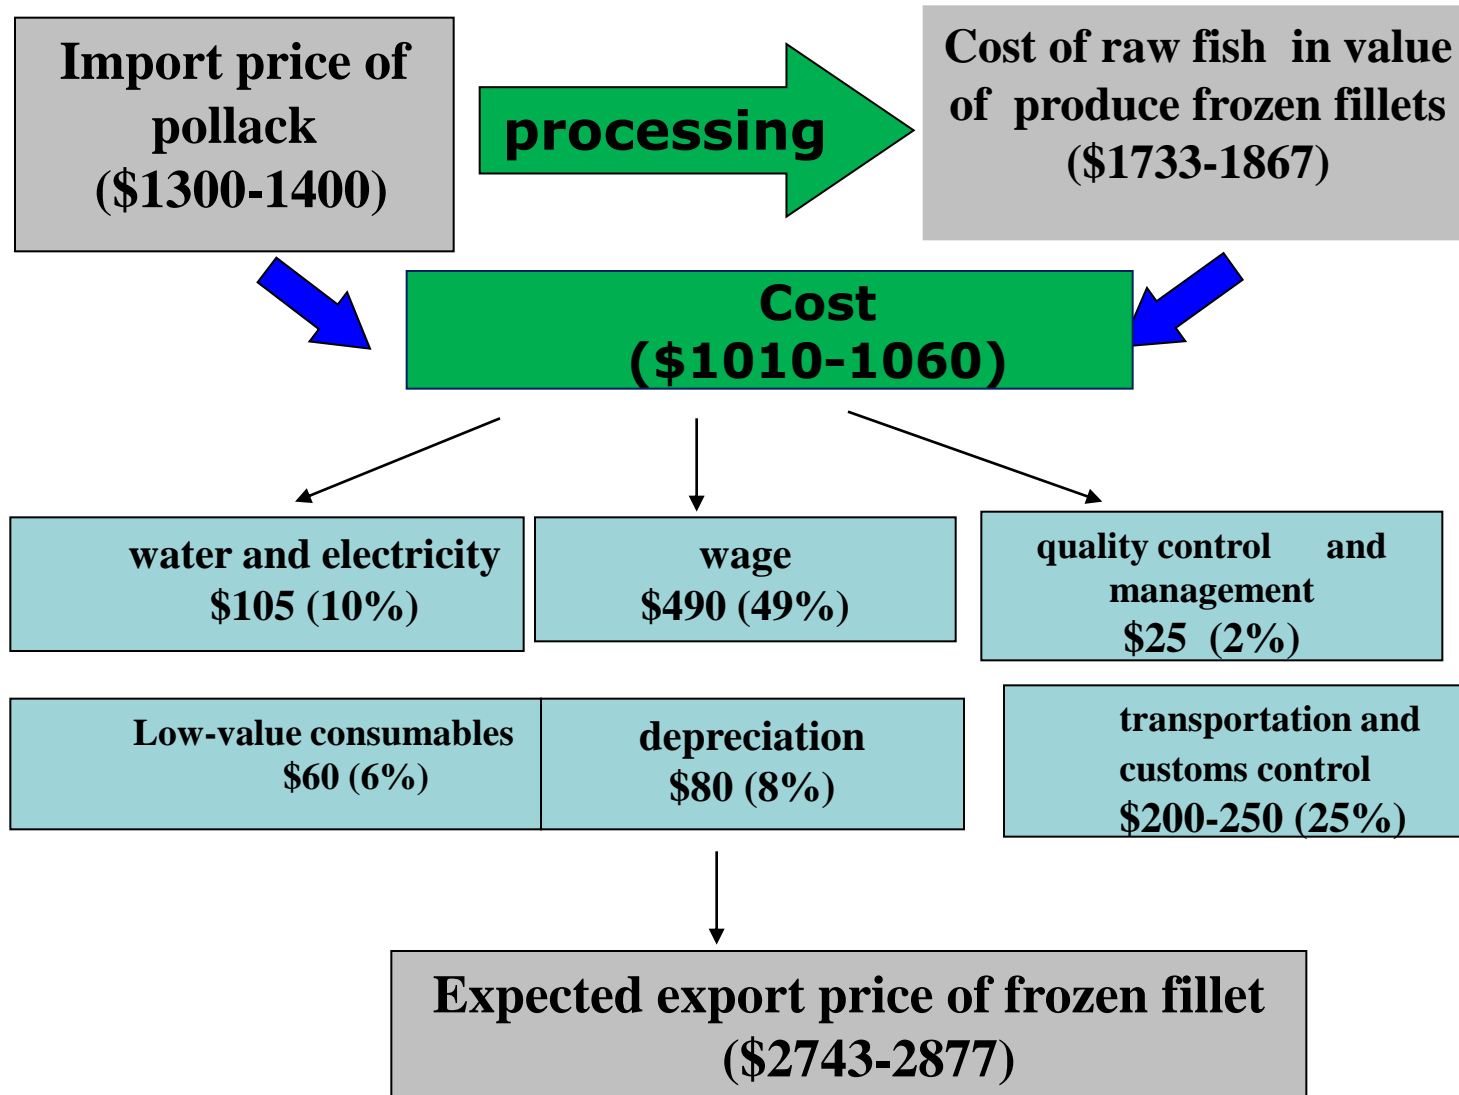 Import price of
pollack
($1300-1400)
processing
Cost of raw fish in value
of produce frozen fillets
($1733-1867)
Cost
($1010-1060)
water and electricity
$105 (10%)
wage
$490 (49%)
quality control and
management
$25 (2%)
Low-value consumables
$60 (6%)
depreciation
$80 (8%)
transportation and
customs control
$200-250 (25%)
Expected export price of frozen fillet
($2743-2877)